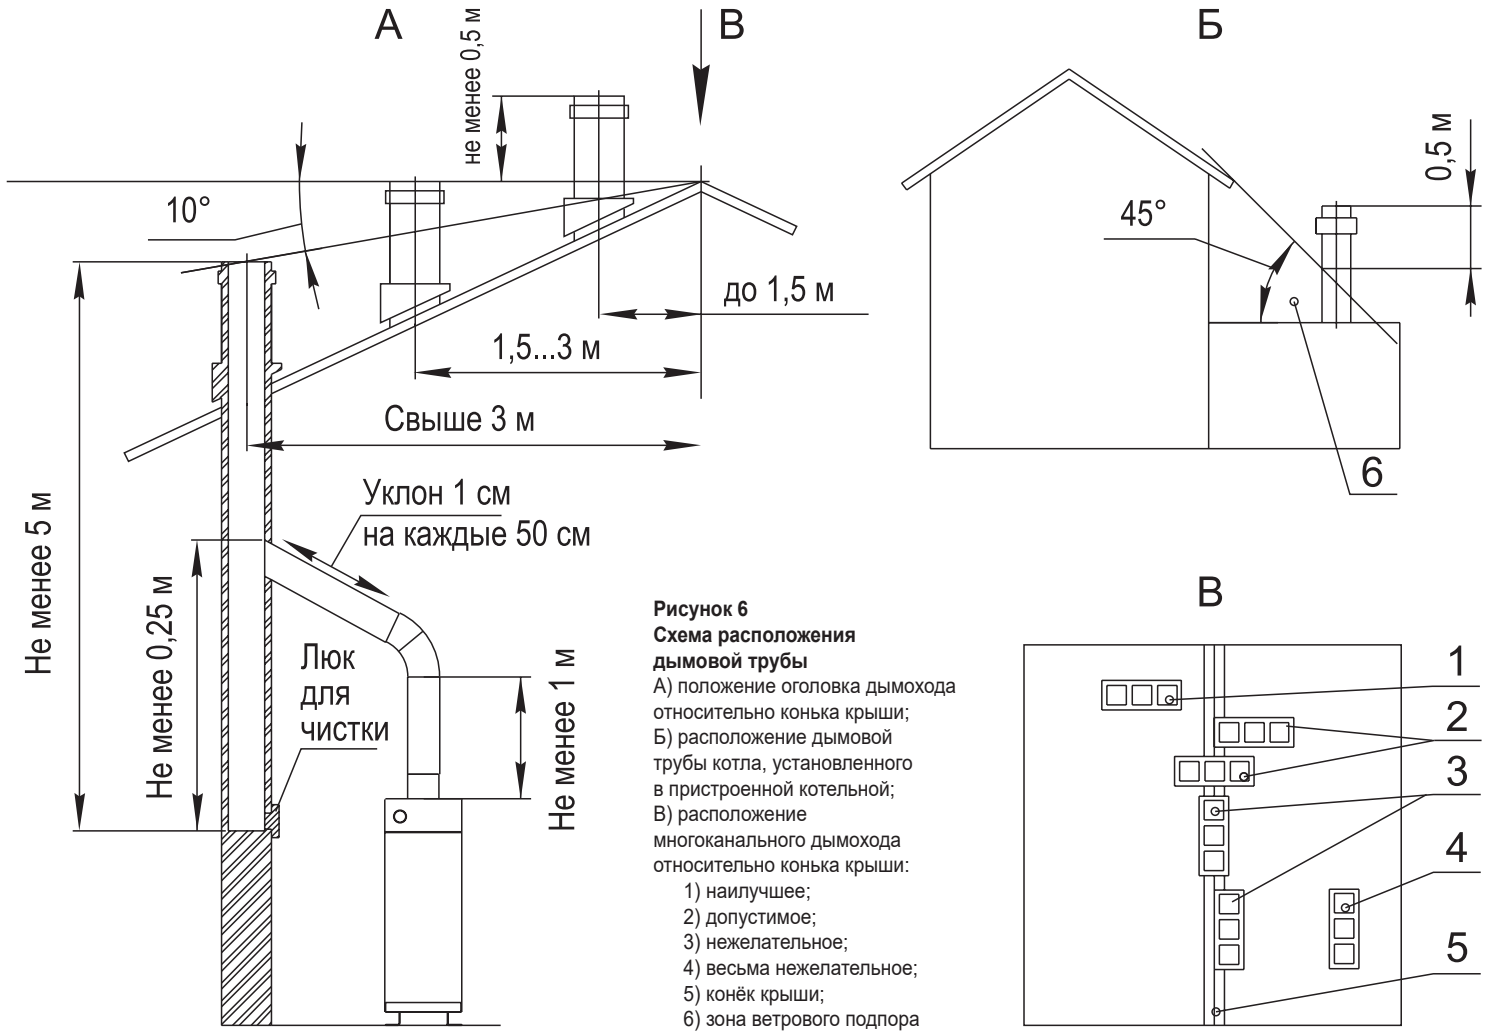 А
не менее 0,5 м
В
10°
до 1,5 м
1,5...3 м
Свыше 3 м
Уклон 1 см
на каждые 50 см
Не менее 5 м
Не менее 0,25 м
Люк
для
чистки
Не менее 1 м
Б
45°
0,5 м
6
Рисунок 6
Схема расположения
дымовой трубы
А) положение оголовка дымохода
относительно конька крыши;
Б) расположение дымовой
трубы котла, установленного
в пристроенной котельной;
В) расположение
многоканального дымохода
относительно конька крыши:
1) наилучшее;
2) допустимое;
3) нежелательное;
4) весьма нежелательное;
5) конёк крыши;
6) зона ветрового подпора
В
1
2
3
4
5